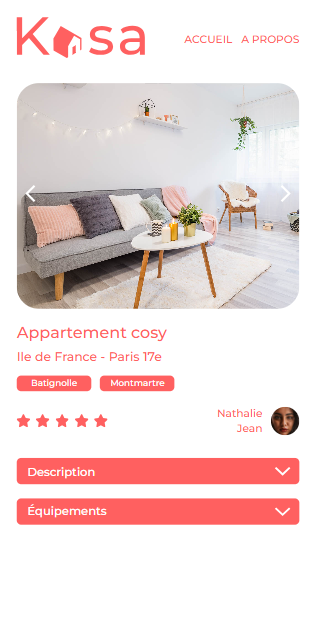 Kasa
ACCUEIL A PROPOS
Appartement cosy
Ile de France - Paris 17e
Batignolle Montmartre
Nathalie
Jean
Description
Équipements